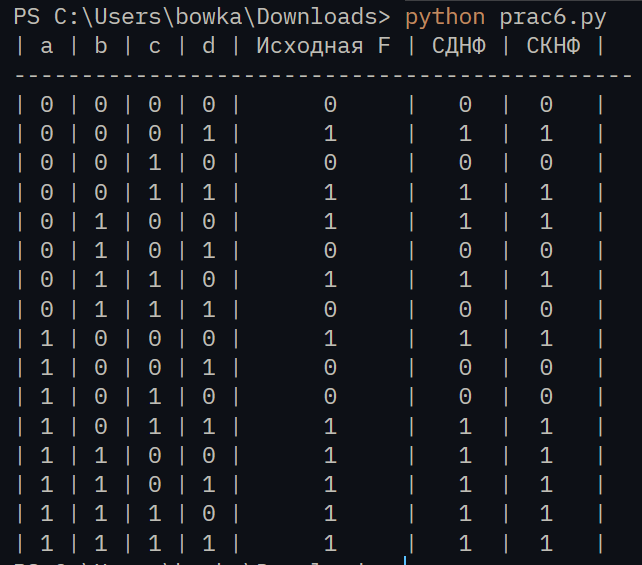 PS C:\Users\bowka\Downloads> python prac6.py
| a | b | c | d | Исходная F | СДНФ | СКНФ |
----------------------------------------------
| 0 | 0 | 0 | 0 | 0 | 0 | 0 |
| 0 | 0 | 0 | 1 | 1 | 1 | 1 |
| 0 | 0 | 1 | 0 | 0 | 0 | 0 |
| 0 | 0 | 1 | 1 | 1 | 1 | 1 |
| 0 | 1 | 0 | 0 | 1 | 1 | 1 |
| 0 | 1 | 0 | 1 | 0 | 0 | 0 |
| 0 | 1 | 1 | 0 | 1 | 1 | 1 |
| 0 | 1 | 1 | 1 | 0 | 0 | 0 |
| 1 | 0 | 0 | 0 | 1 | 1 | 1 |
| 1 | 0 | 0 | 1 | 0 | 0 | 0 |
| 1 | 0 | 1 | 0 | 0 | 0 | 0 |
| 1 | 0 | 1 | 1 | 1 | 1 | 1 |
| 1 | 1 | 0 | 0 | 1 | 1 | 1 |
| 1 | 1 | 0 | 1 | 1 | 1 | 1 |
| 1 | 1 | 1 | 0 | 1 | 1 | 1 |
| 1 | 1 | 1 | 1 | 1 | 1 | 1 |